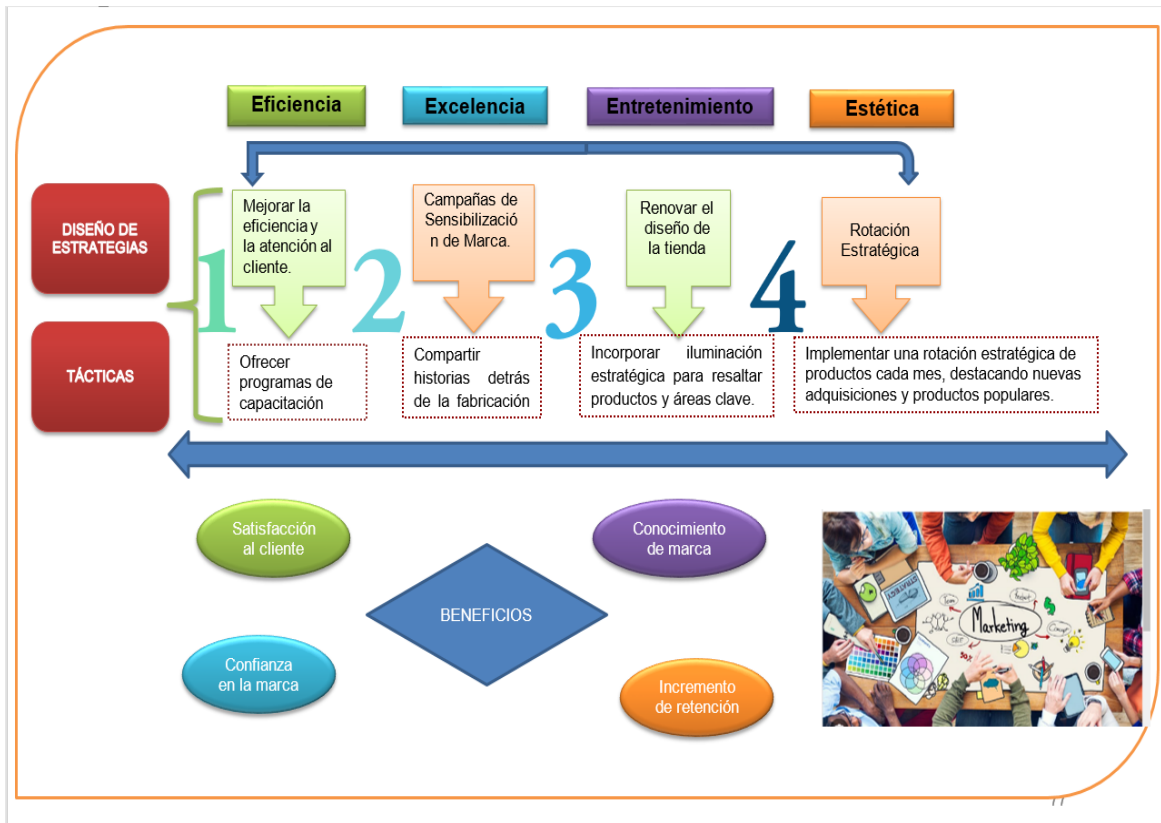 Eficiencia
Excelencia
Entretenimiento
Estética
DISEÑO DE
ESTRATEGIAS
TÁCTICAS
1
Mejorar la
eficiencia y
la atención al
cliente.
2
Campañas de
Sensibilizació
n de Marca.
3
Renovar el
diseño de
la tienda
4
Rotación
Estratégica
Ofrecer
programas de
capacitación
Compartir
historias detrás
de la fabricación
Incorporar iluminación
estratégica para resaltar
productos y áreas clave.
Implementar una rotación estratégica de
productos cada mes, destacando nuevas
adquisiciones y productos populares.
Satisfacción
al cliente
Conocimiento
de marca
BENEFICIOS
Confianza
en la marca
Incremento
de retención
STRATEGY
Marketing